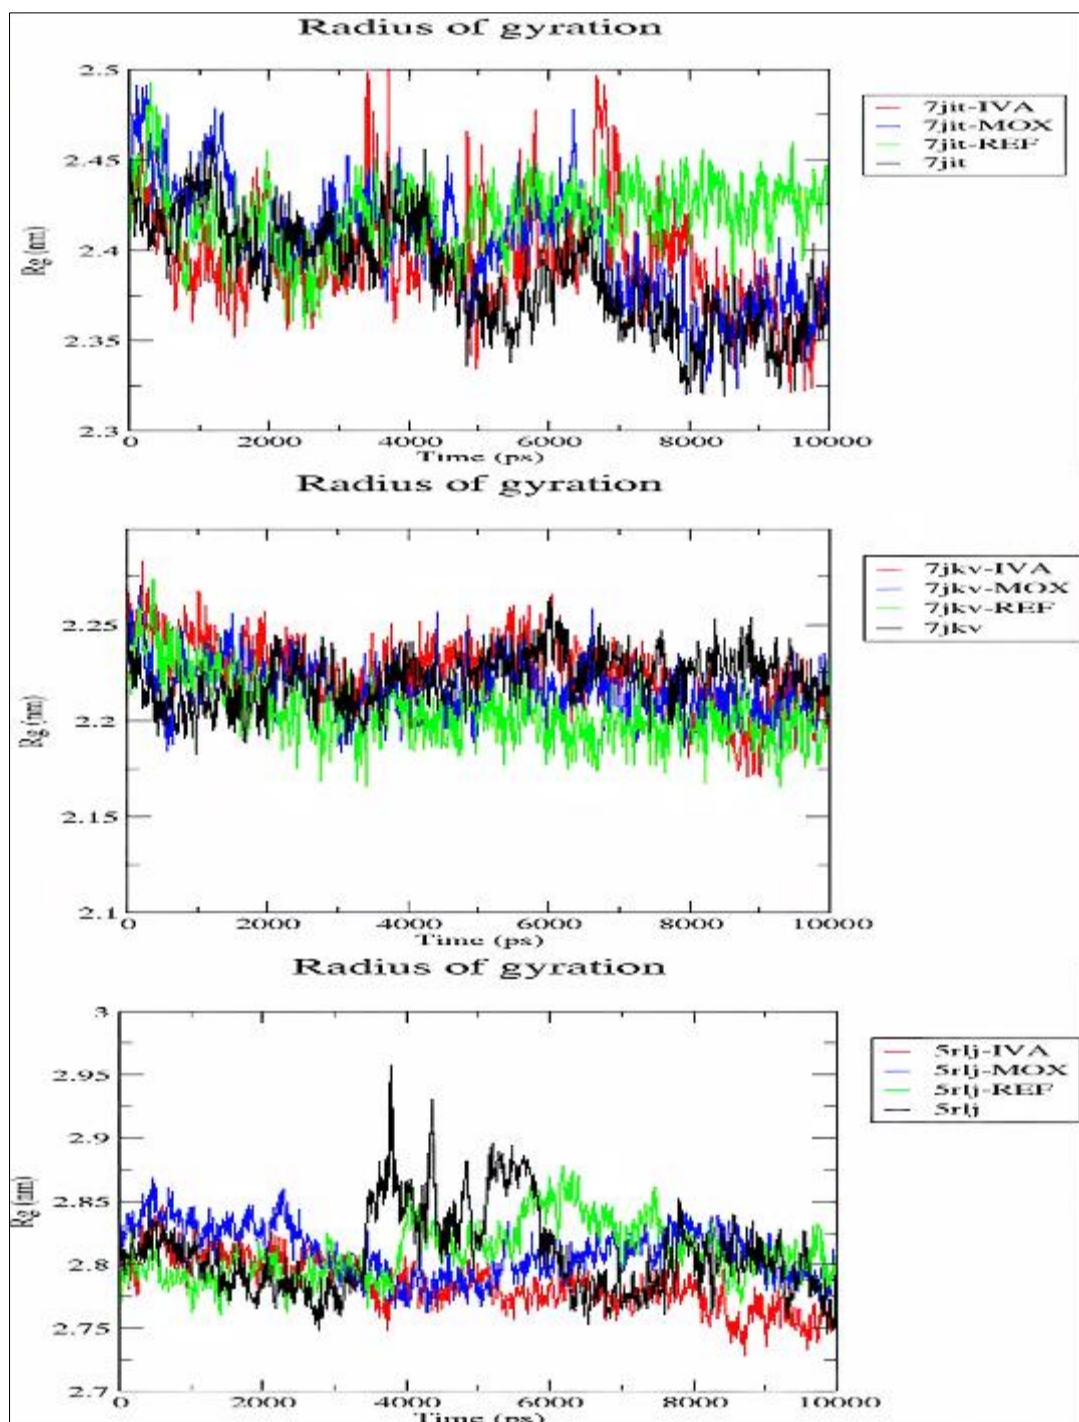 Radius of gyration
2.5
2.45
2.4
2.35
2.3
Rg (nm)
0 2000 4000 6000 8000 10000
Time (ps)
7jit-IVA
7jit-MOX
7jit-REF
7jit
Radius of gyration
2.25
2.2
2.15
2.1
Rg (nm)
0 2000 4000 6000 8000 10000
Time (ps)
7jkv-IVA
7jkv-MOX
7jkv-REF
7jkv
Radius of gyration
3
2.95
2.9
2.85
2.8
2.75
2.7
Rg (nm)
0 2000 4000 6000 8000 10000
Time (ps)
5rlj-IVA
5rlj-MOX
5rlj-REF
5rlj